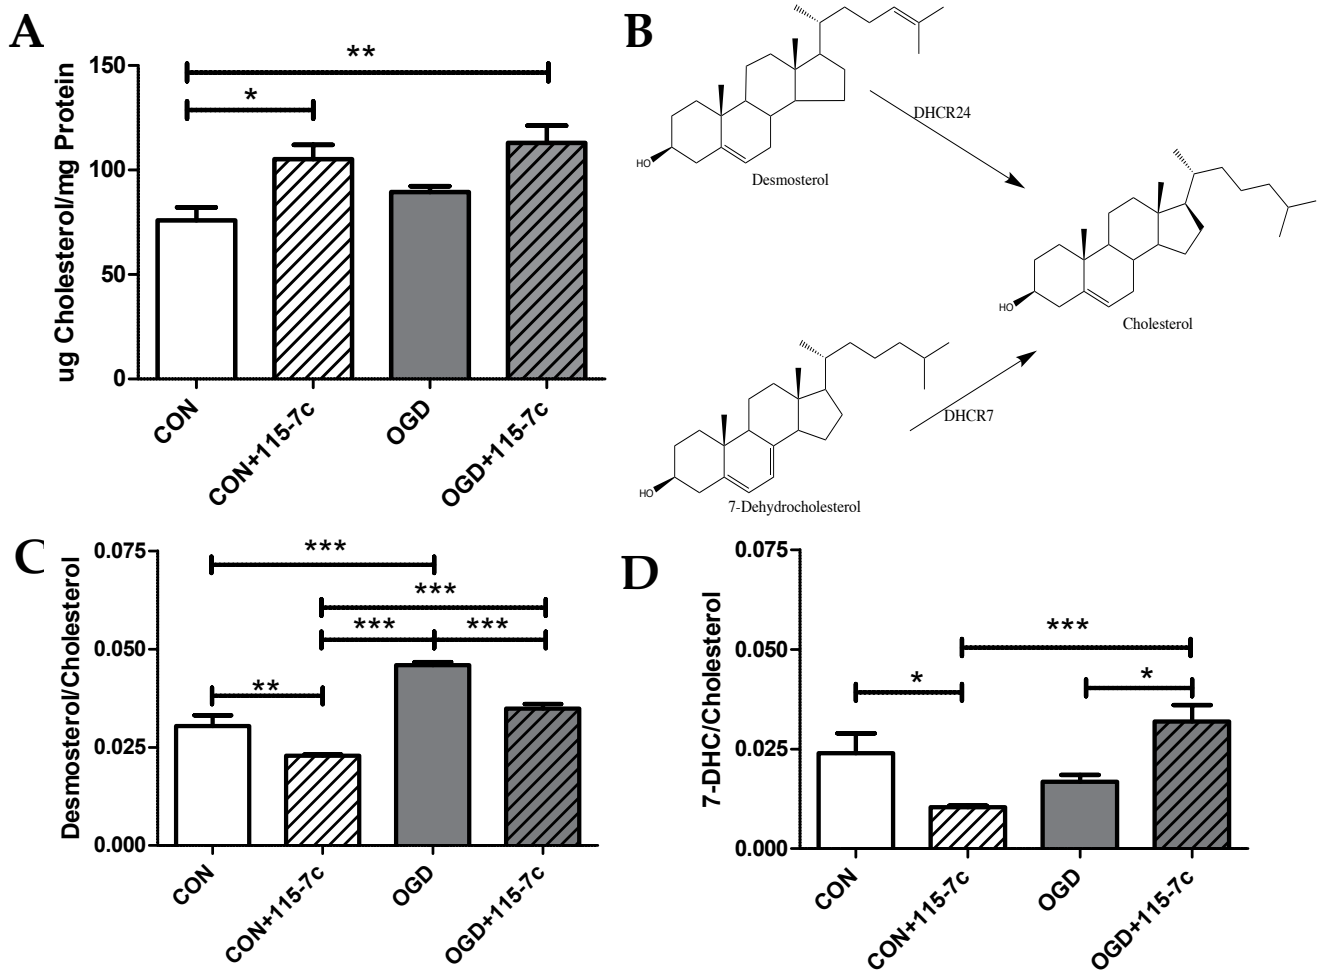 A
ug Cholesterol/mg Protein
150
100
50
0
**
*
CON
CON+115-7c
OGD
OGD+115-7c
B
HO
Desmosterol
DHCR24
HO
Cholesterol
HO
7-Dehydrocholesterol
DHCR7
C
Desmosterol/Cholesterol
0.075
0.050
0.025
0.000
***
***
***
***
**
CON
CON+115-7c
OGD
OGD+115-7c
D
7-DHC/Cholesterol
0.075
0.050
0.025
0.000
***
*
*
CON
CON+115-7c
OGD
OGD+115-7c